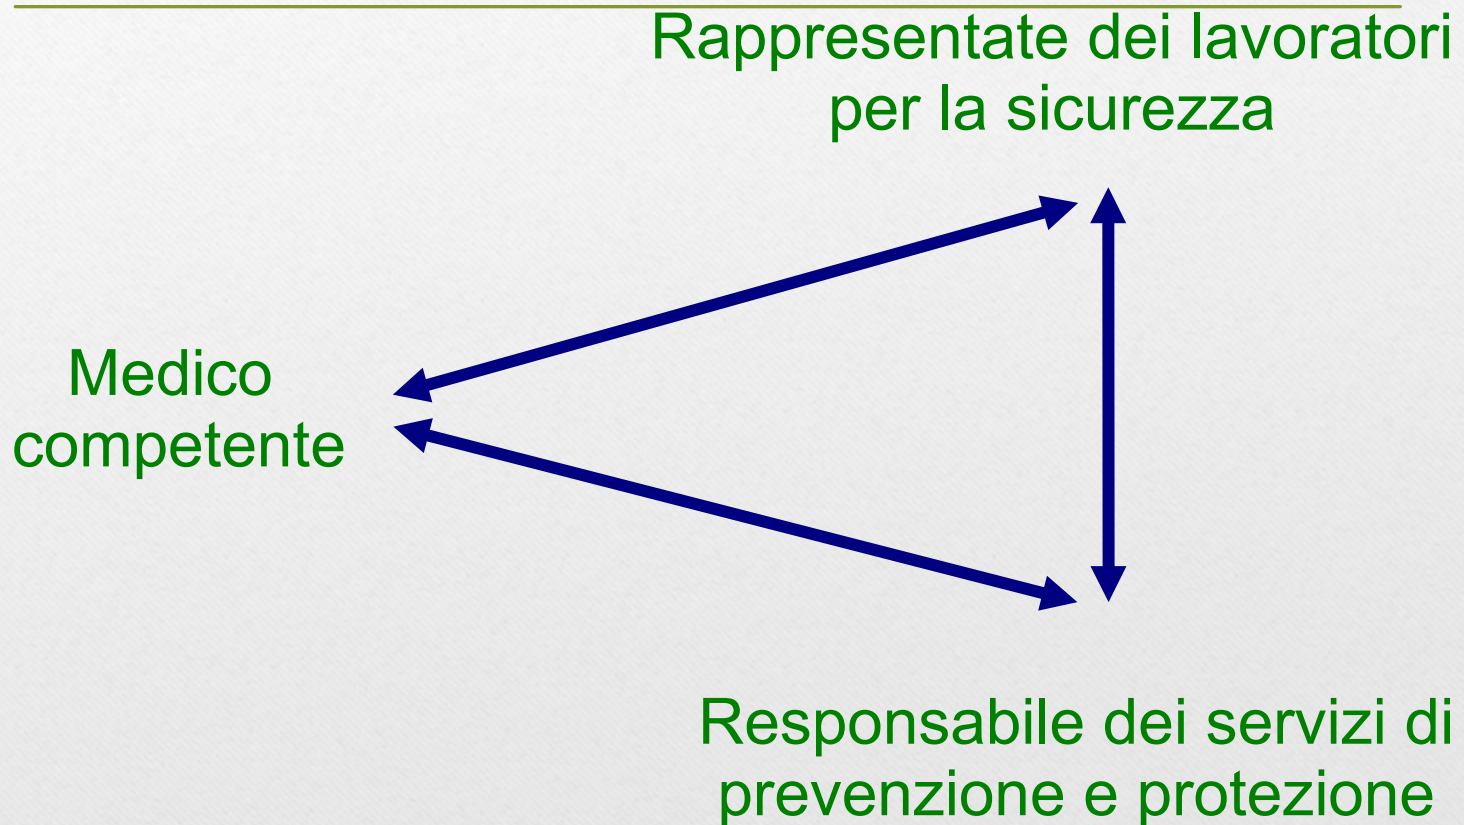 Rappresentate dei lavoratori
per la sicurezza
Medico
competente
Responsabile dei servizi di
prevenzione e protezione